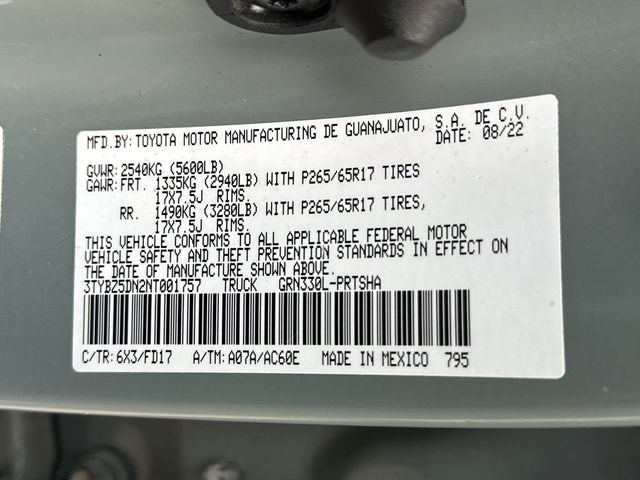 MFD.BY: TOYOTA MOTOR MANUFACTURING DE GUANAJUATO, S.A. DE C.V.
DATE: 08/22
GVWR: 2540KG (5600LB)
GAWR: FRT. 1335KG (2940LB) WITH P265/65R17 TIRES
17X7.5J RIMS.
RR. 1490KG (3280LB) WITH P265/65R17 TIRES,
17X7.5J RIMS.
THIS VEHICLE CONFORMS TO ALL APPLICABLE FEDERAL MOTOR
VEHICLE SAFETY AND THEFT PREVENTION STANDARDS IN EFFECT ON
THE DATE OF MANUFACTURE SHOWN ABOVE.
3TYBZ5DN2NT001757 TRUCK GRN330L-PRTSHA
C/TR: 6X3/FD17 A/TM: A07A/AC60E MADE IN MEXICO 795